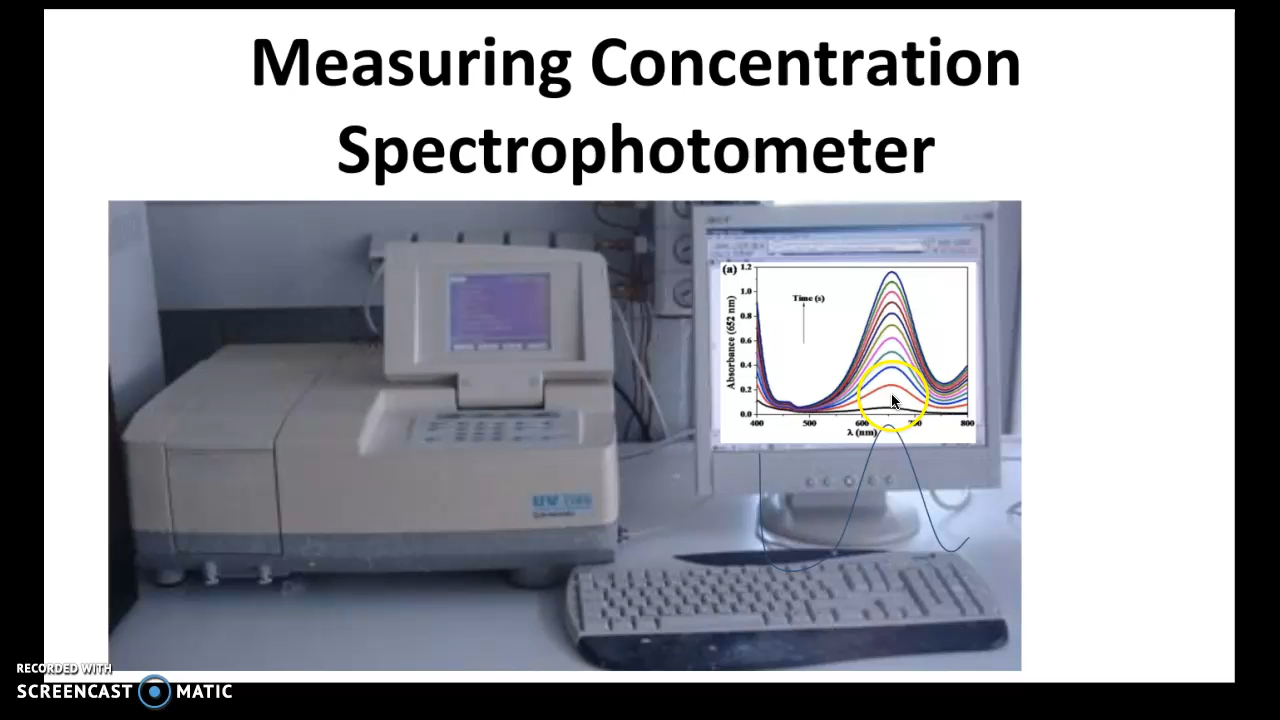 Measuring Concentration
Spectrophotometer
(a)
1.2
1.0
0.8
0.6
0.4
0.2
0.0
Absorbance (652 nm)
Time (s)
400 500 600 800
λ (nm)
RECORDED WITH
SCREENCAST MATIC